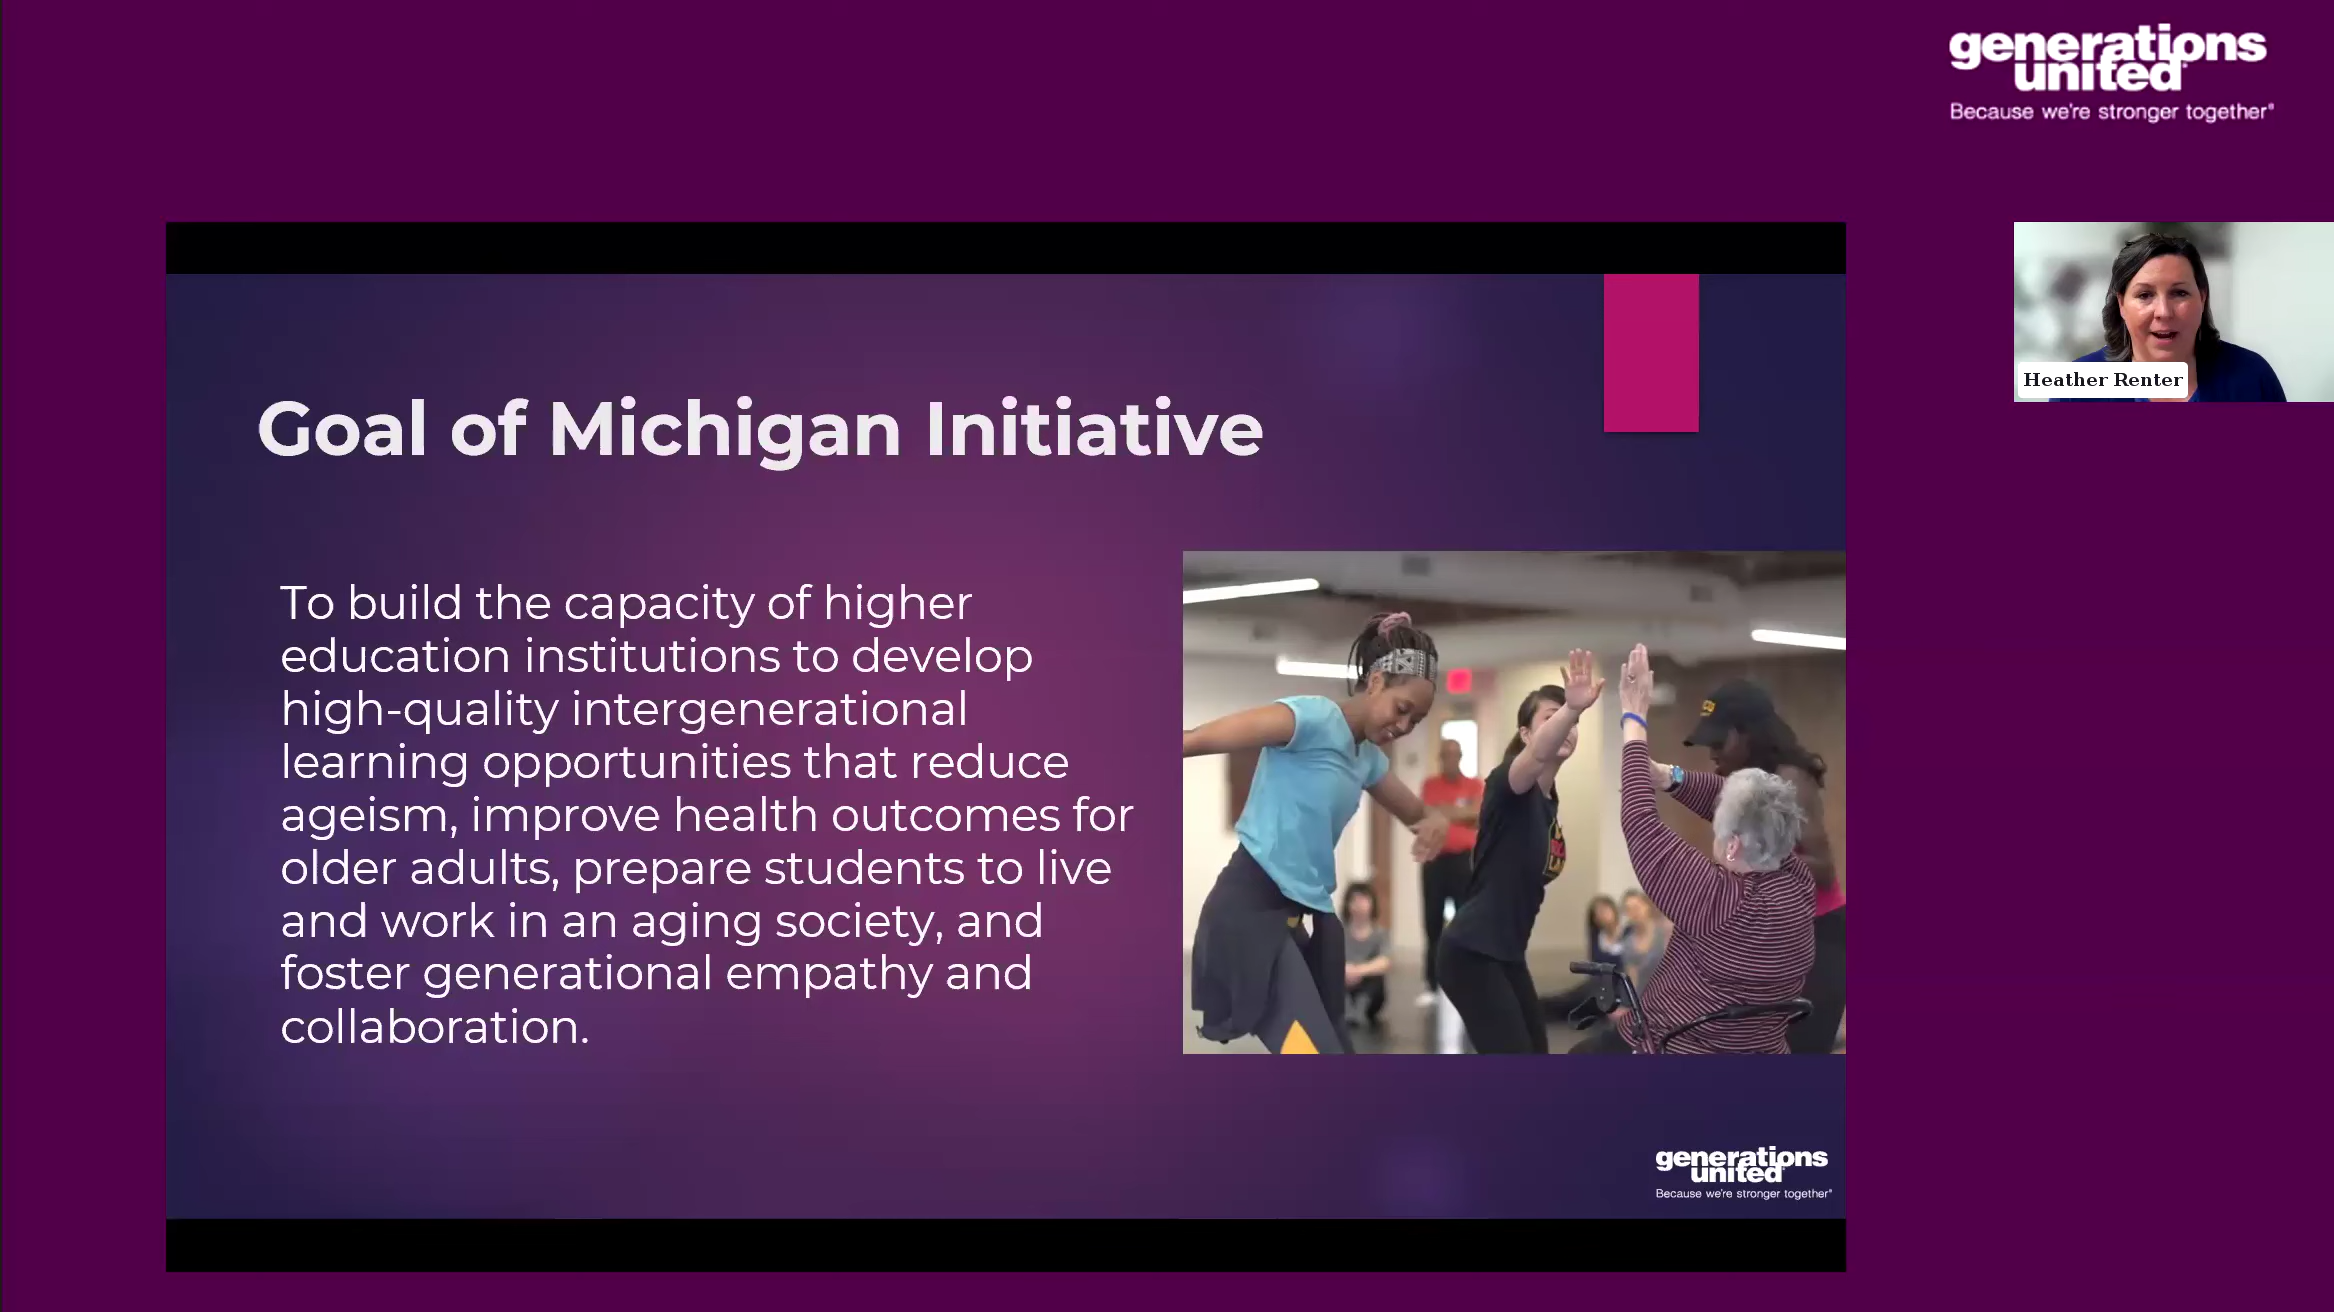 generations
united
Because we're stronger together®
Heather Renter
Goal of Michigan Initiative
To build the capacity of higher
education institutions to develop
high-quality intergenerational
learning opportunities that reduce
ageism, improve health outcomes for
older adults, prepare students to live
and work in an aging society, and
foster generational empathy and
collaboration.
generations
united
Because we're stronger together®